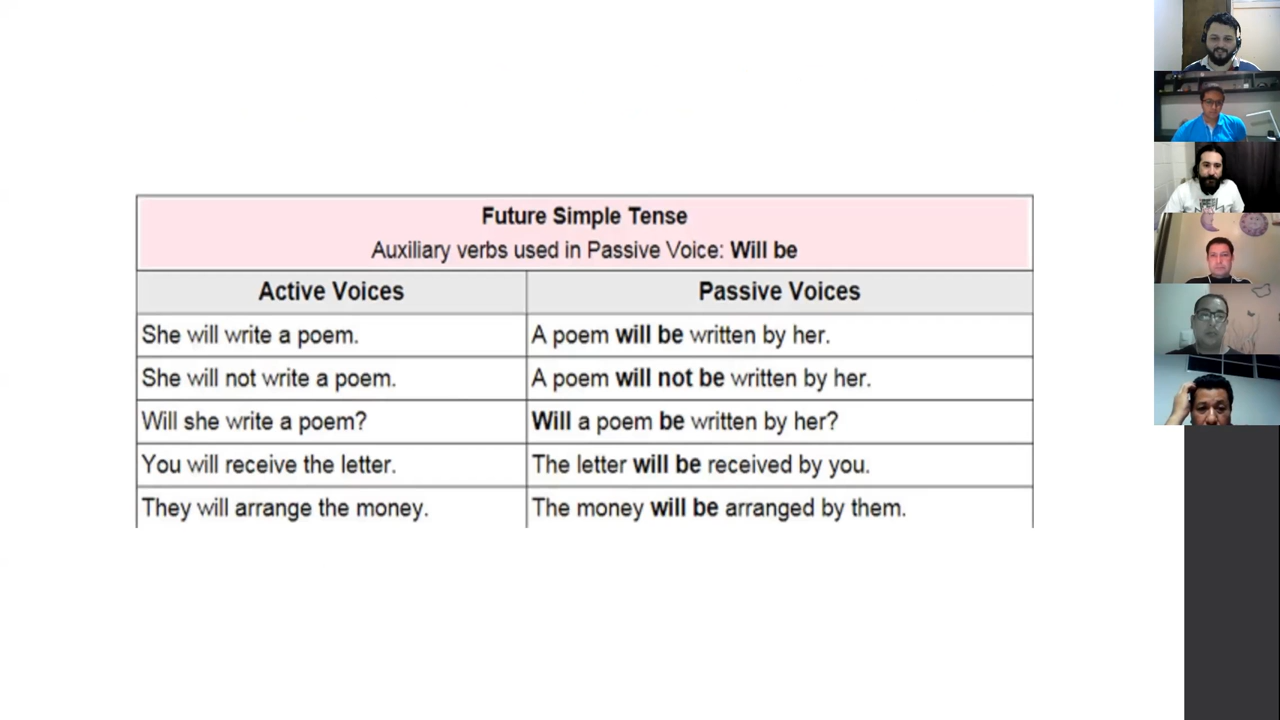 Future Simple Tense
Auxiliary verbs used in Passive Voice: Will be
Active Voices
Passive Voices
She will write a poem.
A poem will be written by her.
She will not write a poem.
A poem will not be written by her.
Will she write a poem?
Will a poem be written by her?
You will receive the letter.
The letter will be received by you.
They will arrange the money.
The money will be arranged by them.